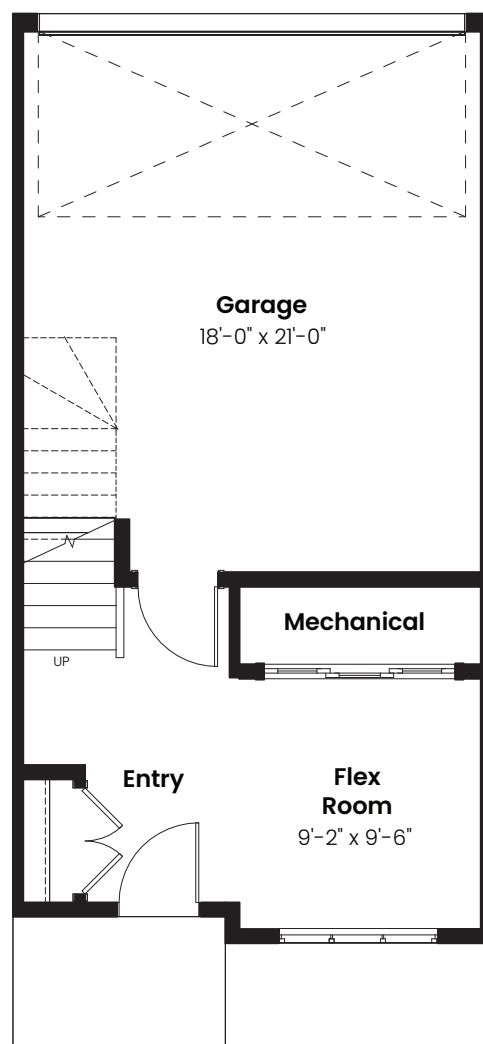 Garage
18'-0" x 21'-0"
Mechanical
UP
Entry
Flex
Room
9'-2" x 9'-6"